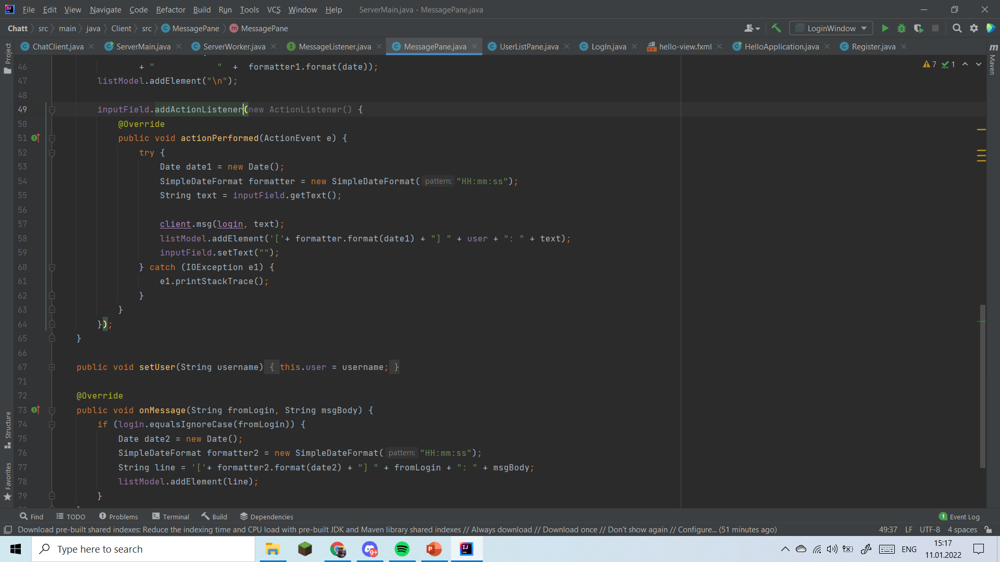 File Edit View Navigate Code Refactor Build Run Tools VCS Window Help ServerMain.java - MessagePane.java
Chatt src main java Client src MessagePane MessagePane LoginWindow
ChatClient.java ServerMain.java ServerWorker.java MessageListener.java MessagePane.java UserListPane.java LogIn.java hello-view.fxml HelloApplication.java Register.java
Project
Maven
7 1
46 + "            "  +  formatter1.format(date));
47 listModel.addElement("\n");
48
49 inputField.addActionListener(new ActionListener() {
50 @Override
51 public void actionPerformed(ActionEvent e) {
52 try {
53 Date date1 = new Date();
54 SimpleDateFormat formatter = new SimpleDateFormat( pattern: "HH:mm:ss");
55 String text = inputField.getText();
56
57 client.msg(login, text);
58 listModel.addElement('['+ formatter.format(date1) + "] " + user + ": " + text);
59 inputField.setText("");
60 } catch (IOException e1) {
61 e1.printStackTrace();
62 }
63 }
64 });
65 }
66
67 public void setUser(String username) { this.user = username; }
71
72 @Override
73 public void onMessage(String fromLogin, String msgBody) {
74 if (login.equalsIgnoreCase(fromLogin)) {
75 Date date2 = new Date();
76 SimpleDateFormat formatter2 = new SimpleDateFormat( pattern: "HH:mm:ss");
77 String line = '['+ formatter2.format(date2) + "] " + fromLogin + ": " + msgBody;
78 listModel.addElement(line);
79 }
Structure
Favorites
Find TODO Problems Terminal Build Dependencies 1 Event Log
Download pre-built shared indexes: Reduce the indexing time and CPU load with pre-built JDK and Maven library shared indexes // Always download // Download once // Don't show again // Configure... (51 minutes ago) 49:37 LF UTF-8 4 spaces
Type here to search 9+ ENG 15:17
11.01.2022